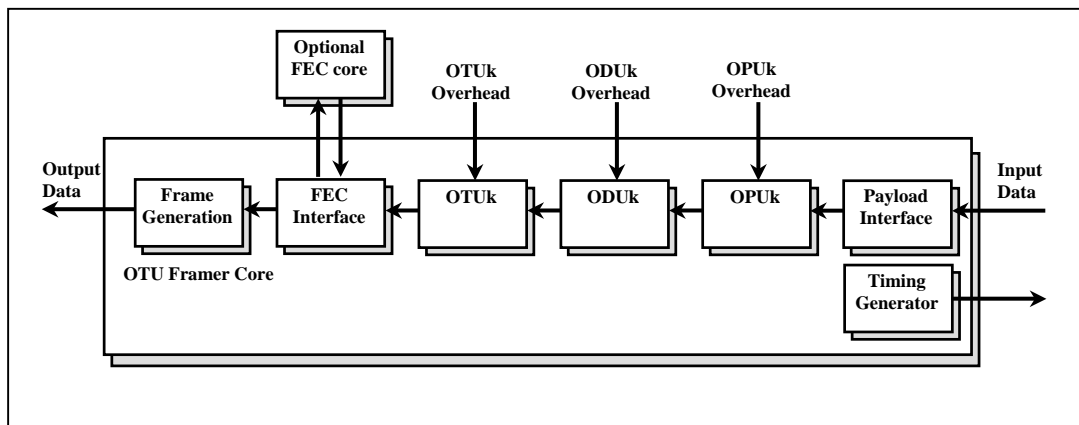 Optional
FEC core
OTUk
Overhead
ODUk
Overhead
OPUk
Overhead
Output
Data
Frame
Generation
FEC
Interface
OTUk
ODUk
OPUk
Payload
Interface
Input
Data
OTU Framer Core
Timing
Generator